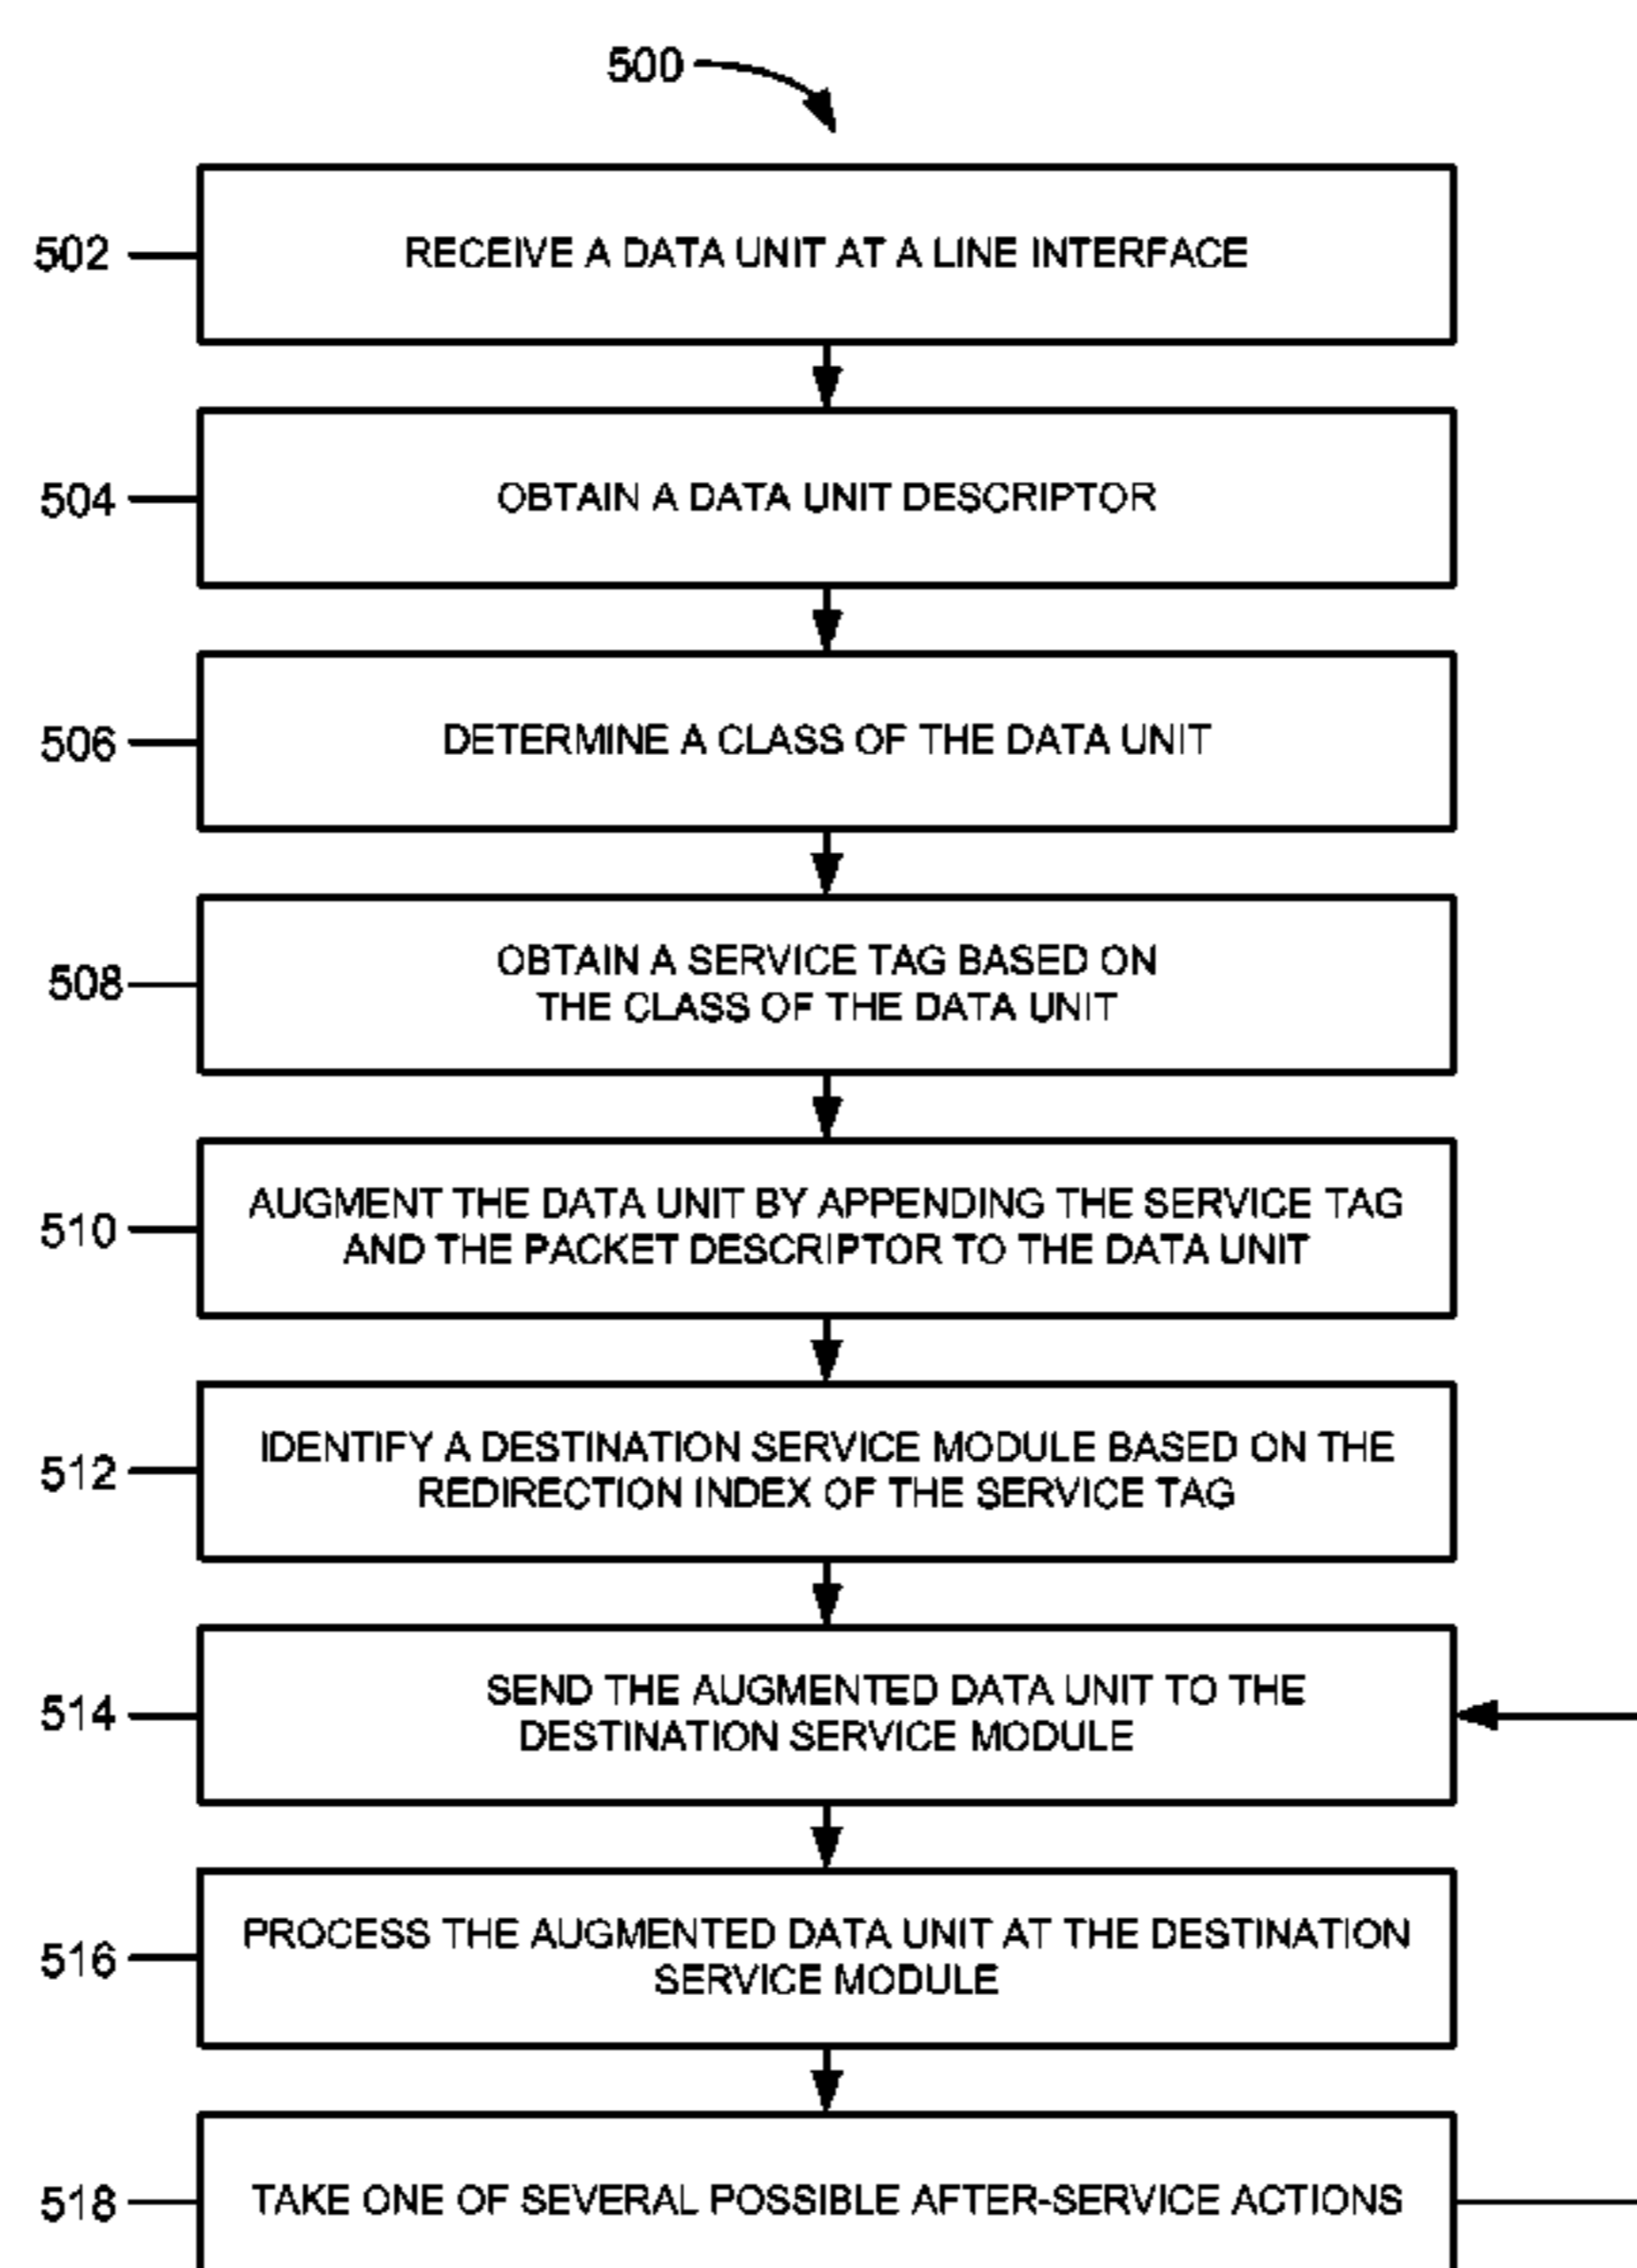 500
502
RECEIVE A DATA UNIT AT A LINE INTERFACE
504
OBTAIN A DATA UNIT DESCRIPTOR
506
DETERMINE A CLASS OF THE DATA UNIT
508
OBTAIN A SERVICE TAG BASED ON
THE CLASS OF THE DATA UNIT
510
AUGMENT THE DATA UNIT BY APPENDING THE SERVICE TAG
AND THE PACKET DESCRIPTOR TO THE DATA UNIT
512
IDENTIFY A DESTINATION SERVICE MODULE BASED ON THE
REDIRECTION INDEX OF THE SERVICE TAG
514
SEND THE AUGMENTED DATA UNIT TO THE
DESTINATION SERVICE MODULE
516
PROCESS THE AUGMENTED DATA UNIT AT THE DESTINATION
SERVICE MODULE
518
TAKE ONE OF SEVERAL POSSIBLE AFTER-SERVICE ACTIONS